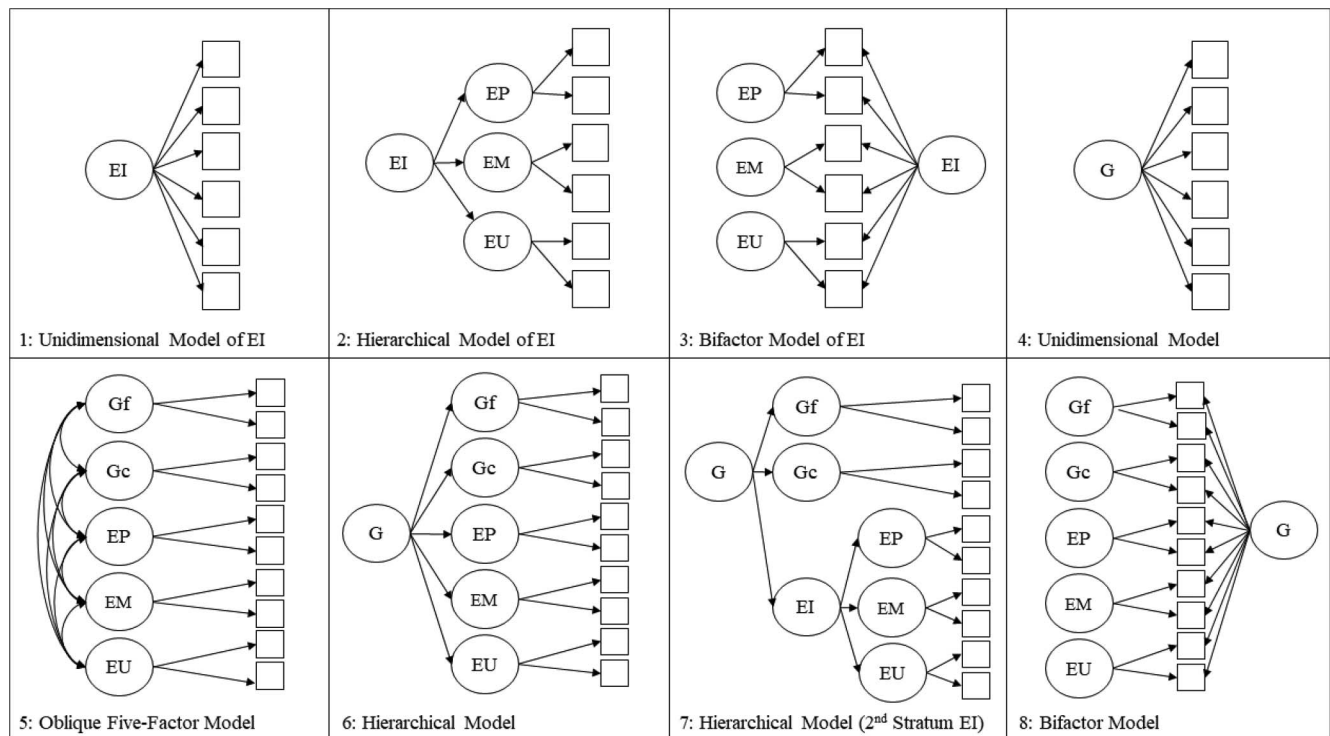 EI
1: Unidimensional Model of EI
EI
EP
EM
EU
2: Hierarchical Model of EI
EP
EM
EU
EI
3: Bifactor Model of EI
G
4: Unidimensional Model
Gf
Gc
EP
EM
EU
5: Oblique Five-Factor Model
G
Gf
Gc
EP
EM
EU
6: Hierarchical Model
G
Gf
Gc
EI
EP
EM
EU
7: Hierarchical Model (2nd Stratum EI)
Gf
Gc
EP
EM
EU
G
8: Bifactor Model